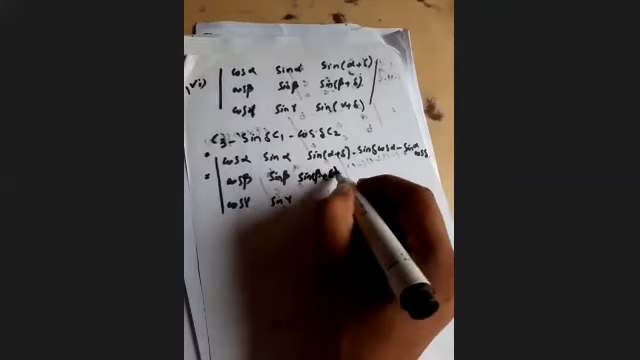 (vi) | cosα sinα sin(α+δ) |
cosβ sinβ sin(β+δ)
cosγ sinγ sin(γ+δ)
C3 - sinδC1 - cosδC2
= | cosα sinα sin(α+δ) - sinδcosα - sinα cosδ
cosβ sinβ sin(β+δ)
cosγ sinγ